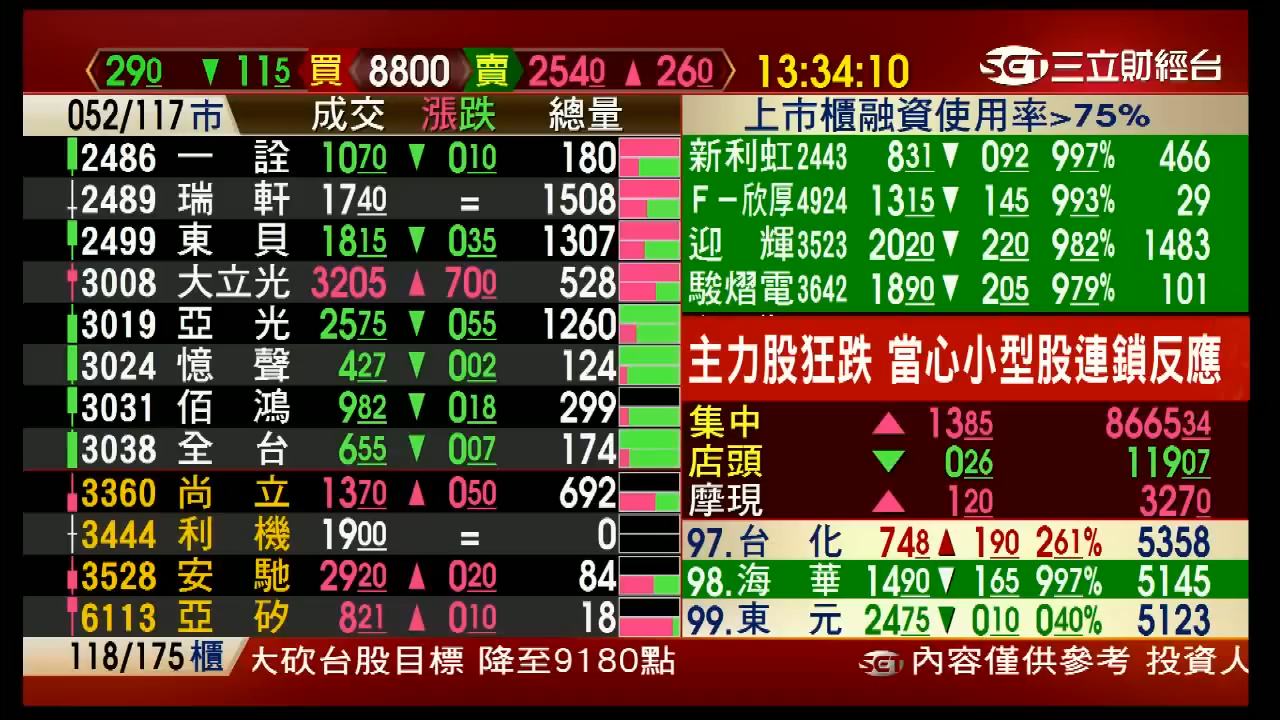 290 ▼ 115 買 8800 賣 2540 ▲ 260 13:34:10 SET 三立財經台
052/117 市 成交 漲跌 總量
2486 一詮 1070 ▼ 010 180
2489 瑞軒 1740 = 1508
2499 東貝 1815 ▼ 035 1307
3008 大立光 3205 ▲ 700 528
3019 亞光 2575 ▼ 055 1260
3024 憶聲 427 ▼ 002 124
3031 佰鴻 982 ▼ 018 299
3038 全台 655 ▼ 007 174
3360 尚立 1370 ▲ 050 692
3444 利機 1900 = 0
3528 安馳 2920 ▲ 020 84
6113 亞矽 821 ▲ 010 18
上市櫃融資使用率>75%
新利虹2443 831 ▼ 092 997% 466
F－欣厚4924 1315 ▼ 145 993% 29
迎輝3523 2020 ▼ 220 982% 1483
駿熠電3642 1890 ▼ 205 979% 101
主力股狂跌 當心小型股連鎖反應
集中 ▲ 1385 866534
店頭 ▼ 026 11907
摩現 ▲ 120 3270
97.台化 748 ▲ 190 261% 5358
98.海華 1490 ▼ 165 997% 5145
99.東元 2475 ▼ 010 040% 5123
118/175 櫃 大砍台股目標 降至9180點 SET 內容僅供參考 投資人